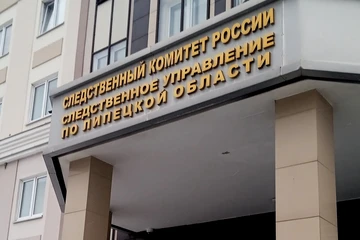 СЛЕДСТВЕННЫЙ КОМИТЕТ РОССИИ
СЛЕДСТВЕННОЕ УПРАВЛЕНИЕ
ПО ЛИПЕЦКОЙ ОБЛАСТИ